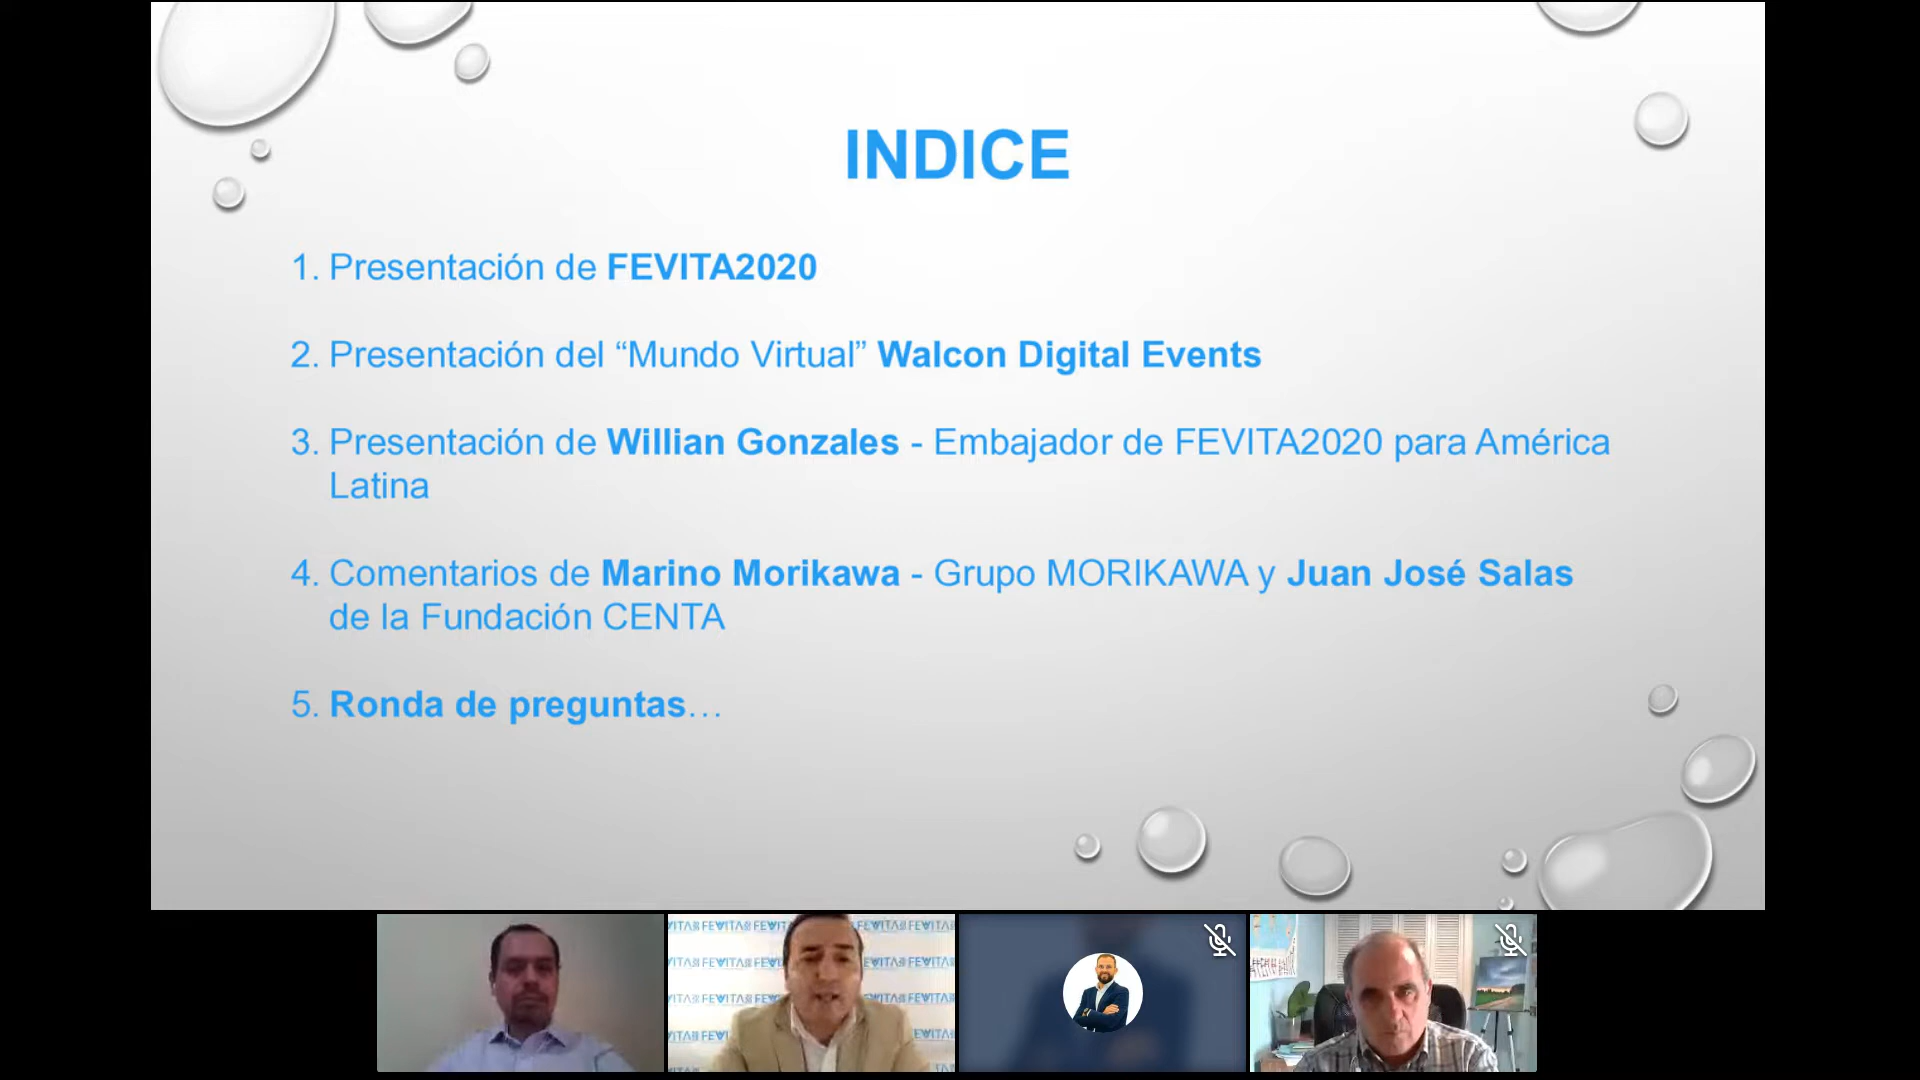 INDICE
1. Presentación de FEVITA2020
2. Presentación del “Mundo Virtual” Walcon Digital Events
3. Presentación de Willian Gonzales - Embajador de FEVITA2020 para América
Latina
4. Comentarios de Marino Morikawa - Grupo MORIKAWA y Juan José Salas
de la Fundación CENTA
5. Ronda de preguntas…